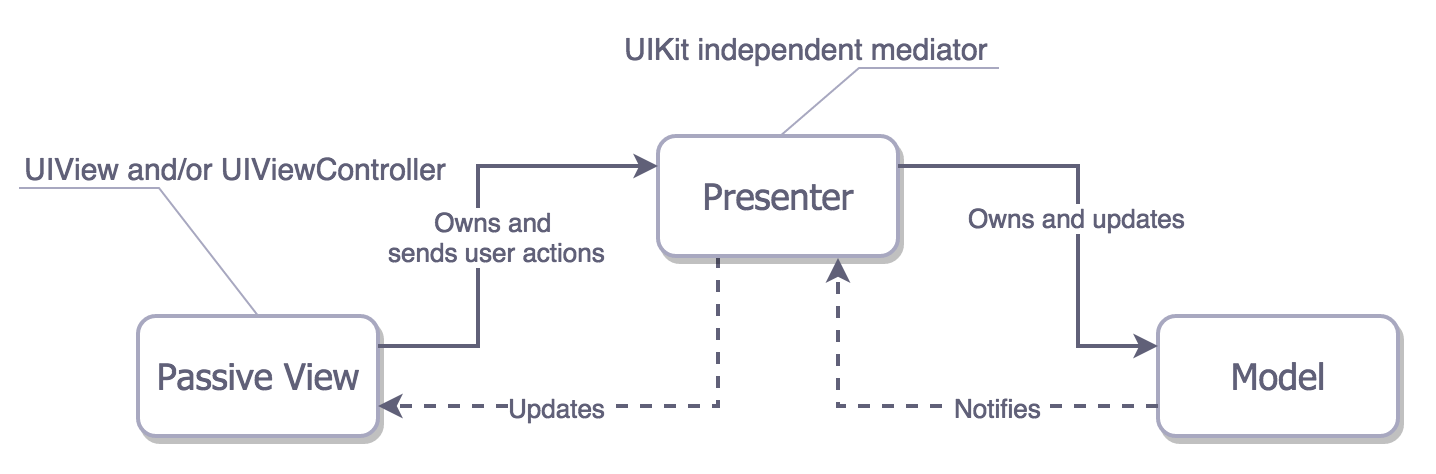 UIKit independent mediator
UIView and/or UIViewController
Presenter
Owns and
sends user actions
Owns and updates
Passive View
Model
Updates
Notifies